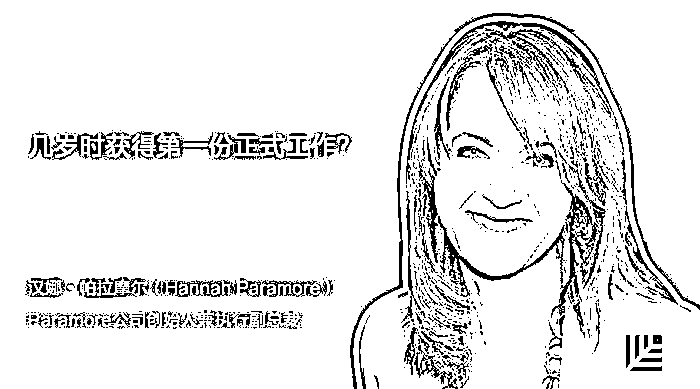 几岁时获得第一份正式工作?
汉娜·帕拉摩尔(Hannah Paramore)
Paramore公司创始人兼执行副总裁